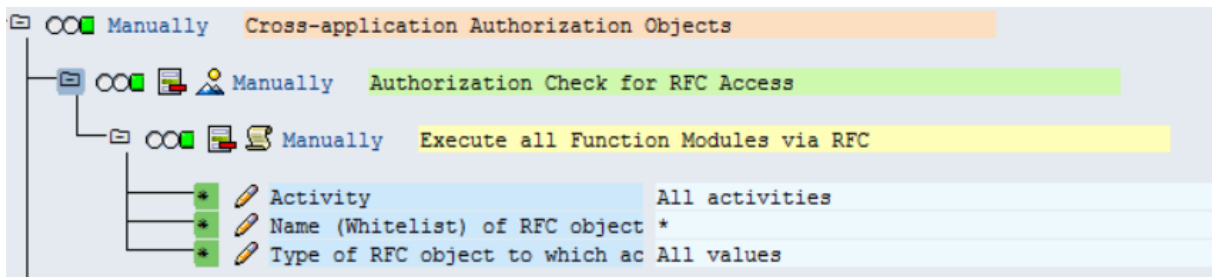 Manually Cross-application Authorization Objects
Manually Authorization Check for RFC Access
Manually Execute all Function Modules via RFC
* Activity All activities
* Name (Whitelist) of RFC object *
* Type of RFC object to which ac All values